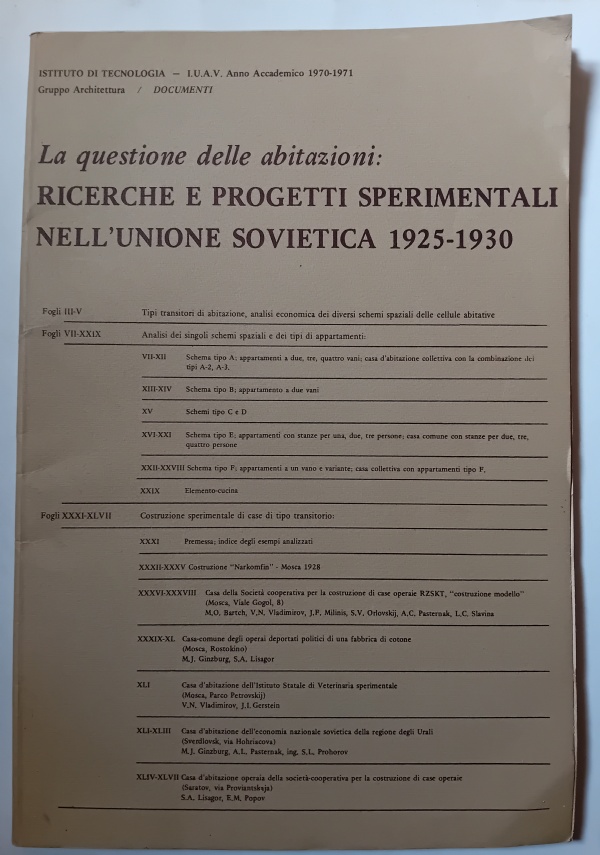 ISTITUTO DI TECNOLOGIA — I.U.A.V. Anno Accademico 1970-1971
Gruppo Architettura / DOCUMENTI
La questione delle abitazioni:
RICERCHE E PROGETTI SPERIMENTALI
NELL'UNIONE SOVIETICA 1925-1930
Fogli III-V Tipi transitori di abitazione, analisi economica dei diversi schemi spaziali delle cellule abitative
Fogli VII-XXIX Analisi dei singoli schemi spaziali e dei tipi di appartamenti:
VII-XII Schema tipo A; appartamenti a due, tre, quattro vani; casa d'abitazione collettiva con la combinazione dei
tipi A-2, A-3.
XIII-XIV Schema tipo B; appartamento a due vani
XV Schemi tipo C e D
XVI-XXI Schema tipo E; appartamenti con stanze per una, due, tre persone; casa comune con stanze per due, tre,
quattro persone
XXII-XXVIII Schema tipo F; appartamenti a un vano e variante; casa collettiva con appartamenti tipo F.
XXIX Elemento-cucina
Fogli XXXI-XLVII Costruzione sperimentale di case di tipo transitorio:
XXXI Premessa; indice degli esempi analizzati
XXXII-XXXV Costruzione "Narkomfin" - Mosca 1928
XXXVI-XXXVIII Casa della Società cooperativa per la costruzione di case operaie RZSKT, "costruzione modello"
(Mosca, Viale Gogol, 8)
M.O. Bartch, V.N. Vladimirov, J.P. Milinis, S.V. Orlovskij, A.C. Pasternak, L.C. Slavina
XXXIX-XL Casa-comune degli operai deportati politici di una fabbrica di cotone
(Mosca, Rostokino)
M.J. Ginzburg, S.A. Lisagor
XLI Casa d'abitazione dell'Istituto Statale di Veterinaria sperimentale
(Mosca, Parco Petrovskij)
V.N. Vladimirov, J.I. Gerstein
XLI-XLIII Casa d'abitazione dell'economia nazionale sovietica della regione degli Urali
(Sverdlovsk, via Hohriacova)
M.J. Ginzburg, A.L. Pasternak, ing. S.L. Prohorov
XLIV-XLVII Casa d'abitazione operaia della società-cooperativa per la costruzione di case operaie
(Saratov, via Proviantskaja)
S.A. Lisagor, E.M. Popov